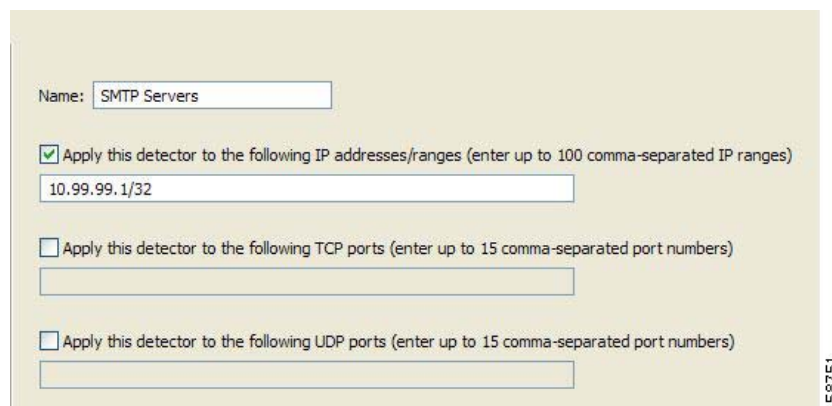 Name: SMTP Servers
Apply this detector to the following IP addresses/ranges (enter up to 100 comma-separated IP ranges)
10.99.99.1/32
Apply this detector to the following TCP ports (enter up to 15 comma-separated port numbers)
Apply this detector to the following UDP ports (enter up to 15 comma-separated port numbers)